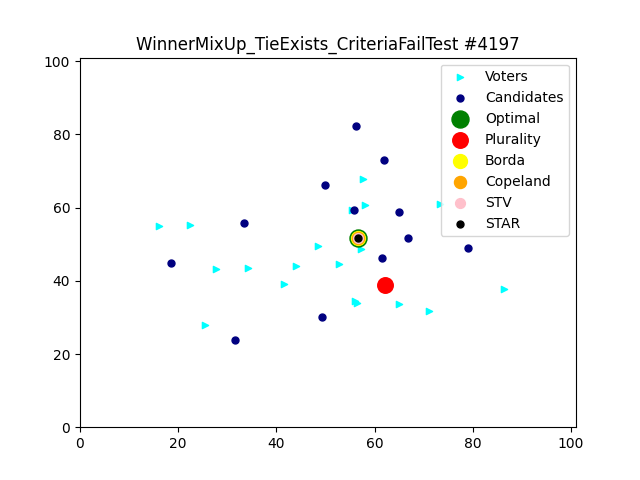 WinnerMixUp_TieExists_CriteriaFailTest #4197
100
80
60
40
20
0
0
20
40
60
80
100
Voters
Candidates
Optimal
Plurality
Borda
Copeland
STV
STAR